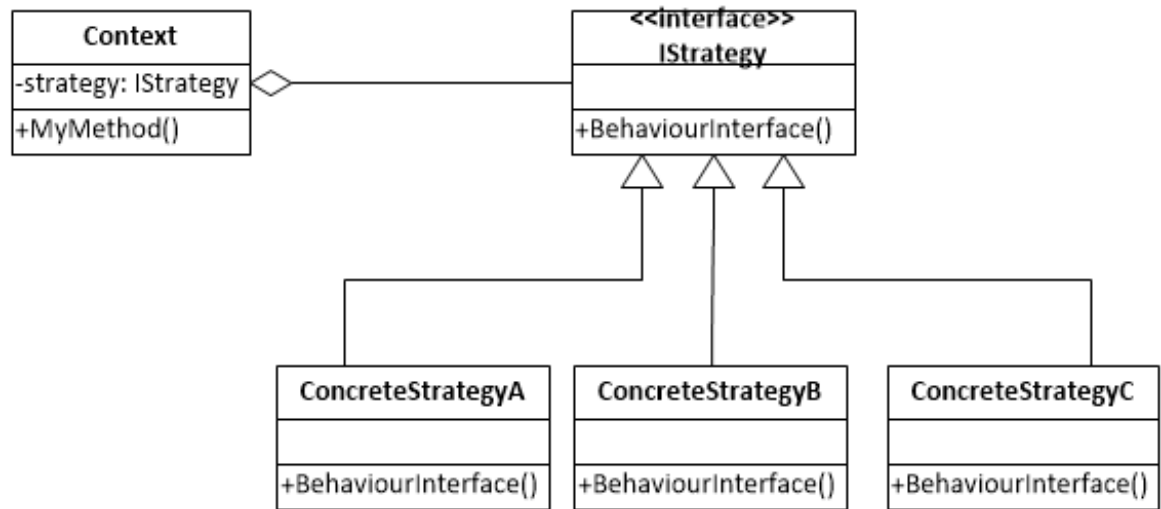 Context
-strategy: IStrategy
+MyMethod()
<<interface>>
IStrategy
+BehaviourInterface()
ConcreteStrategyA
+BehaviourInterface()
ConcreteStrategyB
+BehaviourInterface()
ConcreteStrategyC
+BehaviourInterface()